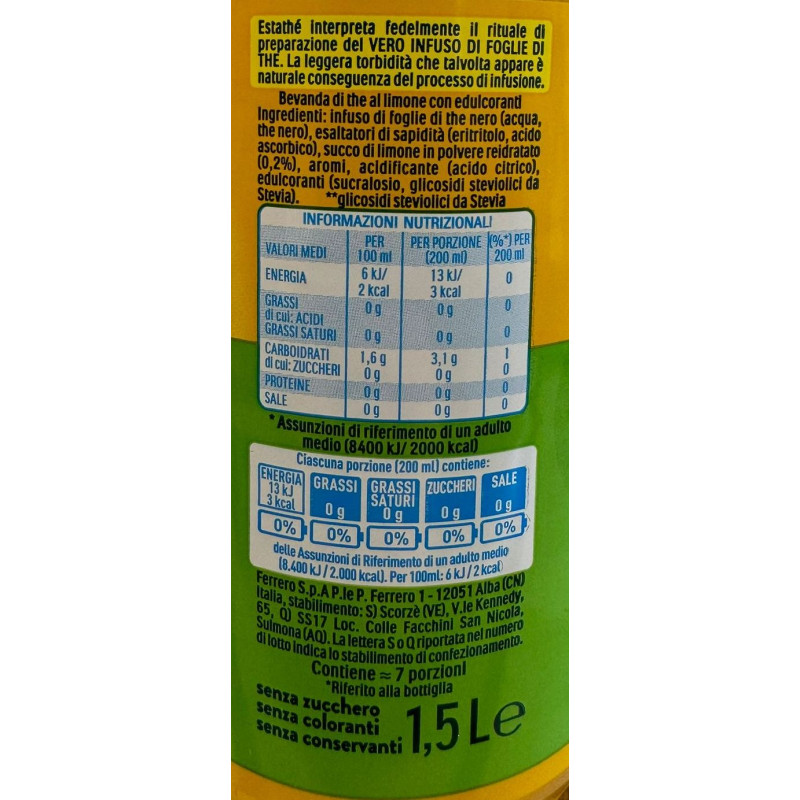 Estathé interpreta fedelmente il rituale di
preparazione del VERO INFUSO DI FOGLIE DI
THE. La leggera torbidità che talvolta appare è
naturale conseguenza del processo di infusione.
Bevanda di the al limone con edulcoranti
Ingredienti: infuso di foglie di the nero (acqua,
the nero), esaltatori di sapidità (eritritolo, acido
ascorbico), succo di limone in polvere reidratato
(0,2%), aromi, acidificante (acido citrico),
edulcoranti (sucralosio, glicosidi steviolici da
Stevia). **glicosidi steviolici da Stevia
INFORMAZIONI NUTRIZIONALI
VALORI MEDI PER 100 ml PER PORZIONE (200 ml) (%*) PER 200 ml
ENERGIA 6 kJ/ 2 kcal 13 kJ/ 3 kcal 0
GRASSI 0 g 0 g 0
di cui: ACIDI GRASSI SATURI 0 g 0 g 0
CARBOIDRATI 1,6 g 3,1 g 1
di cui: ZUCCHERI 0 g 0 g 0
PROTEINE 0 g 0 g 0
SALE 0 g 0 g 0
* Assunzioni di riferimento di un adulto
medio (8400 kJ/ 2000 kcal)
Ciascuna porzione (200 ml) contiene:
ENERGIA 13 kJ 3 kcal 0%
GRASSI 0 g 0%
GRASSI SATURI 0 g 0%
ZUCCHERI 0 g 0%
SALE 0 g 0%
delle Assunzioni di Riferimento di un adulto medio
(8.400 kJ / 2.000 kcal). Per 100ml: 6 kJ / 2 kcal
Ferrero S.p.A P.le P. Ferrero 1 - 12051 Alba (CN)
Italia, stabilimento: S) Scorzè (VE), V.le Kennedy,
65, Q) SS17 Loc. Colle Facchini San Nicola,
Sulmona (AQ). La lettera S o Q riportata nel numero
di lotto indica lo stabilimento di confezionamento.
Contiene ≈ 7 porzioni
*Riferito alla bottiglia
senza zucchero
senza coloranti
senza conservanti
1,5 L e